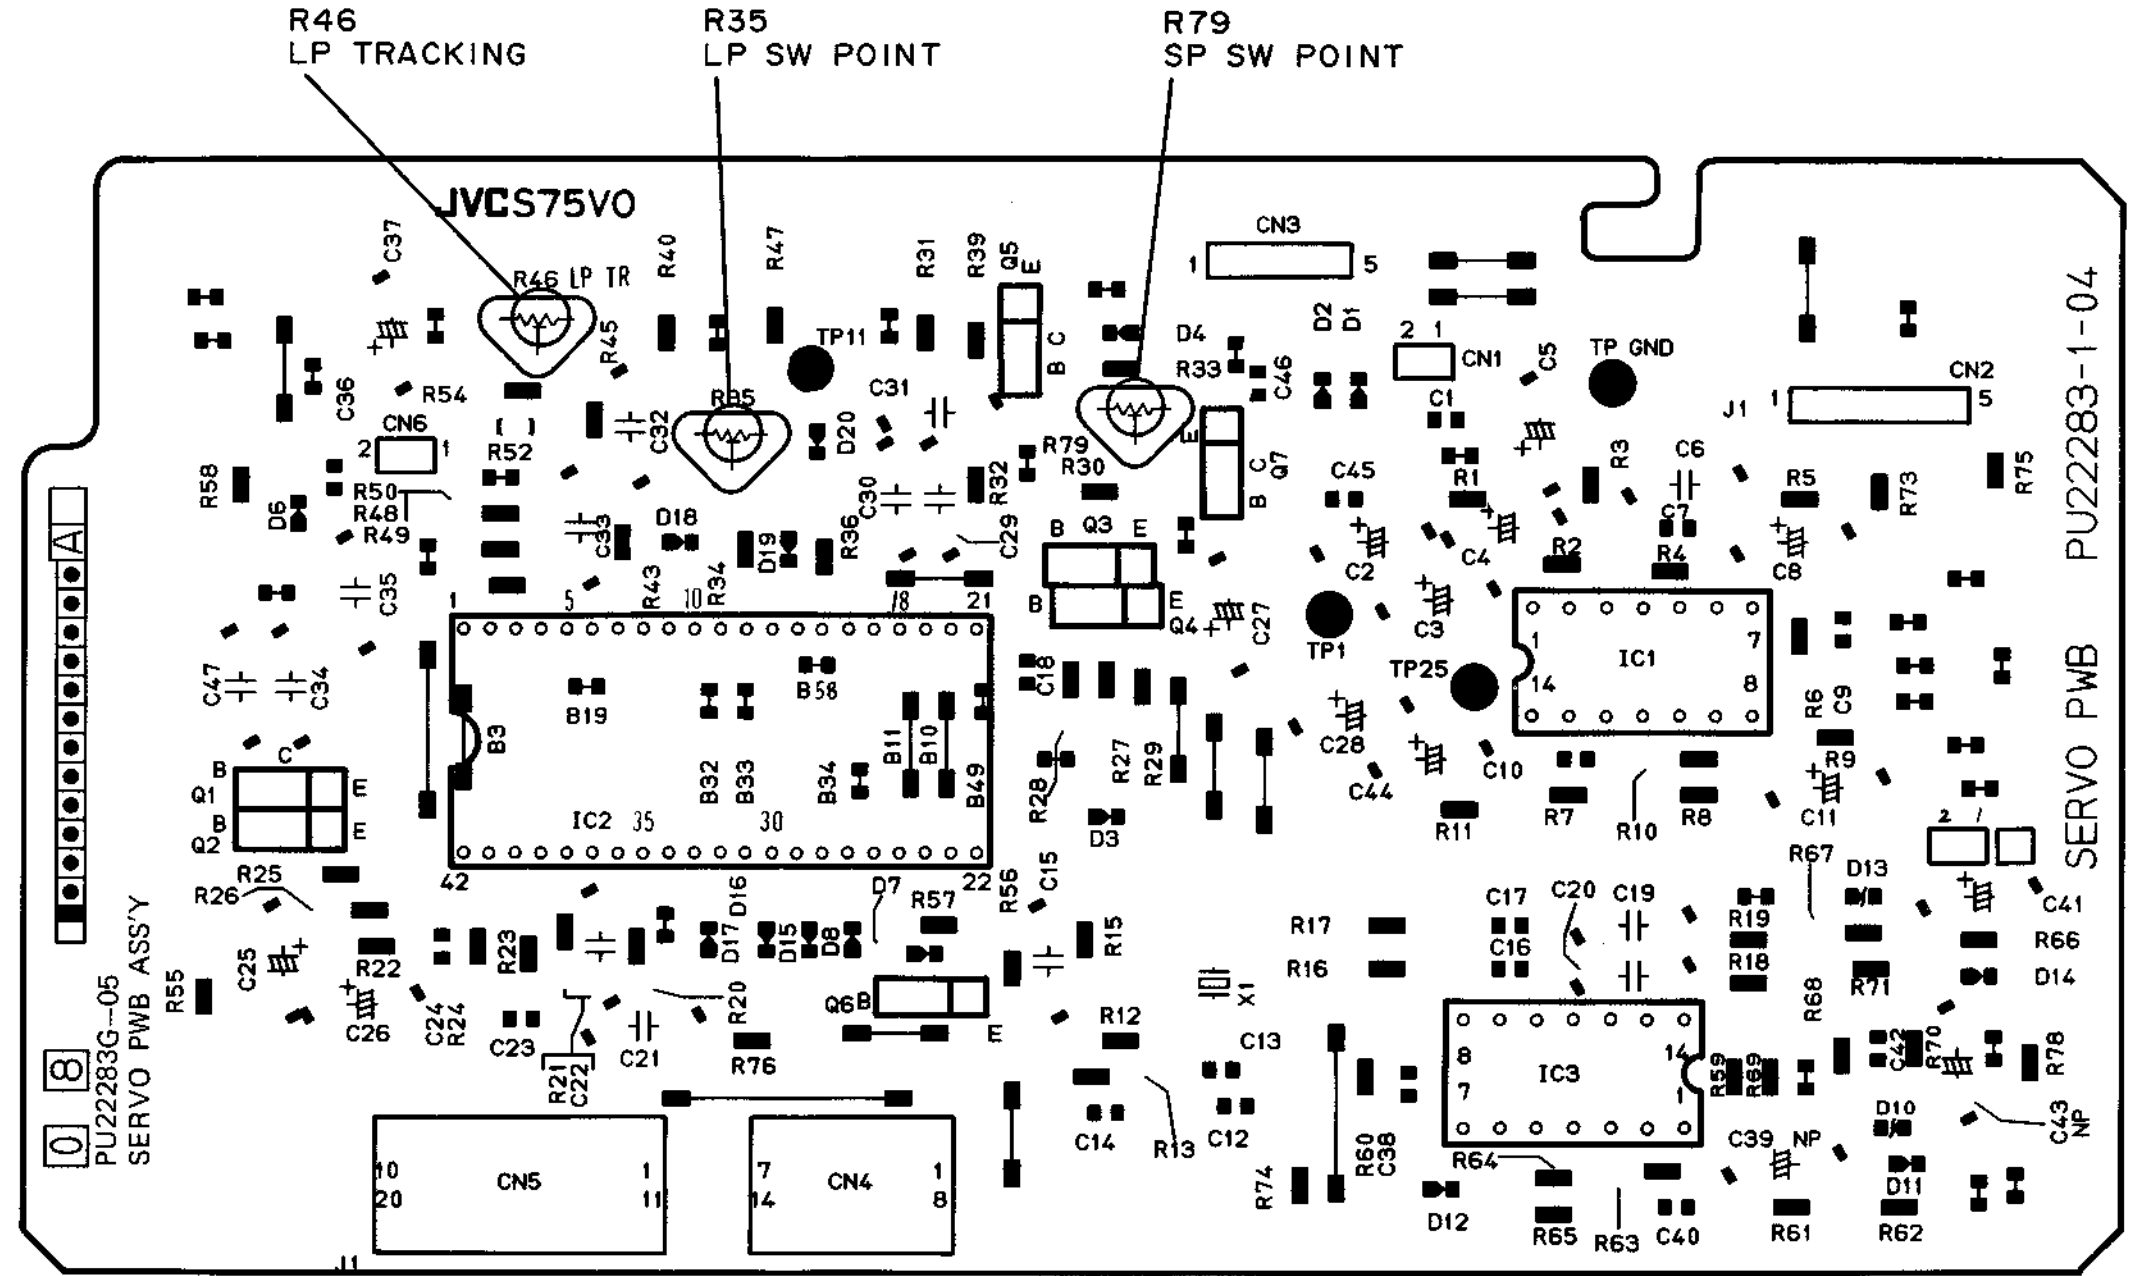 R46
LP TRACKING
R35
LP SW POINT
R79
SP SW POINT
JVC S75V0
C37
R46 LP TR
R40
R47
R31
R39
Q5
E
CN3
1
5
D2
D1
2 1
CN1
TP GND
C5
CN2
J1
1
5
PU22283-1-04
SERVO PWB
C36
R54
R45
TP11
C31
C
B
D4
R33
C46
C1
CN6
2
1
R52
C32
R35
D20
R79
R30
E
C
B
Q7
C45
R1
R3
C6
R5
R73
R75
R58
D6
R50
R48
R49
C33
D18
D19
R36
C30
R32
C29
B
Q3
E
C2
C4
C7
R2
R4
C8
A
C35
R43
R34
1
5
10
18
21
B
E
Q4
C27
TP1
C3
TP25
1
7
IC1
14
8
C47
C34
B19
B58
C18
R6
C9
B3
B32
B33
B34
B11
B10
B49
R28
R27
R29
C28
C44
C10
R9
C
B
E
Q1
B
E
Q2
IC2
35
30
42
22
D3
R11
R7
R10
R8
C11
2 1
R25
R26
D16
D7
R57
R56
C15
R67
D13
C41
C17
C20
C19
R17
C16
R16
R19
R18
R66
D14
R71
R68
R55
C25
R22
R23
D17
D15
D8
R15
X1
C26
C24
R24
C23
R21
C22
C21
R20
R76
Q6
B
E
R12
C13
C14
R13
C12
8
14
IC3
7
1
R59
R69
C42
R70
R78
D10
C43
NP
C39
NP
D11
R60
C38
R64
R74
D12
R65
R63
C40
R61
R62
8
0
PU22283G-05
SERVO PWB ASS'Y
10
1
CN5
20
11
7
1
CN4
14
8
J1